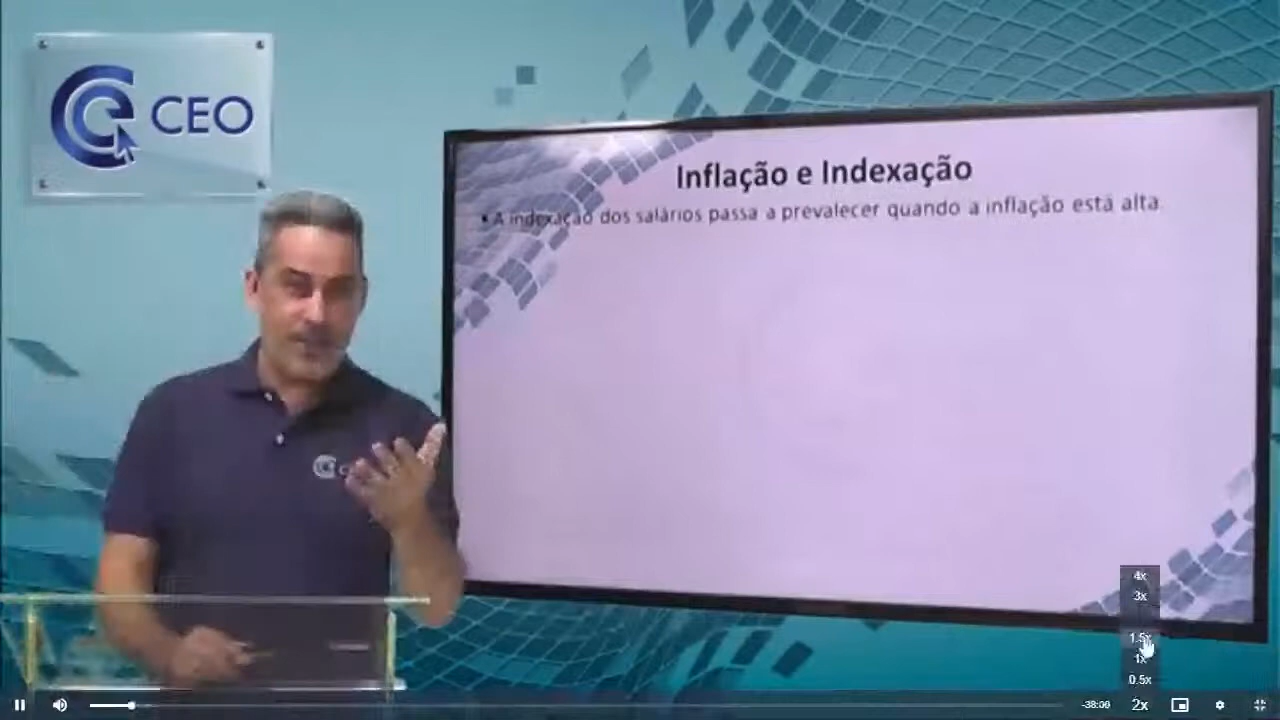 CEO
Inflação e Indexação
• A indexação dos salários passa a prevalecer quando a inflação está alta.
4x
3x
1.5x
1x
0.5x
-38:00
2x